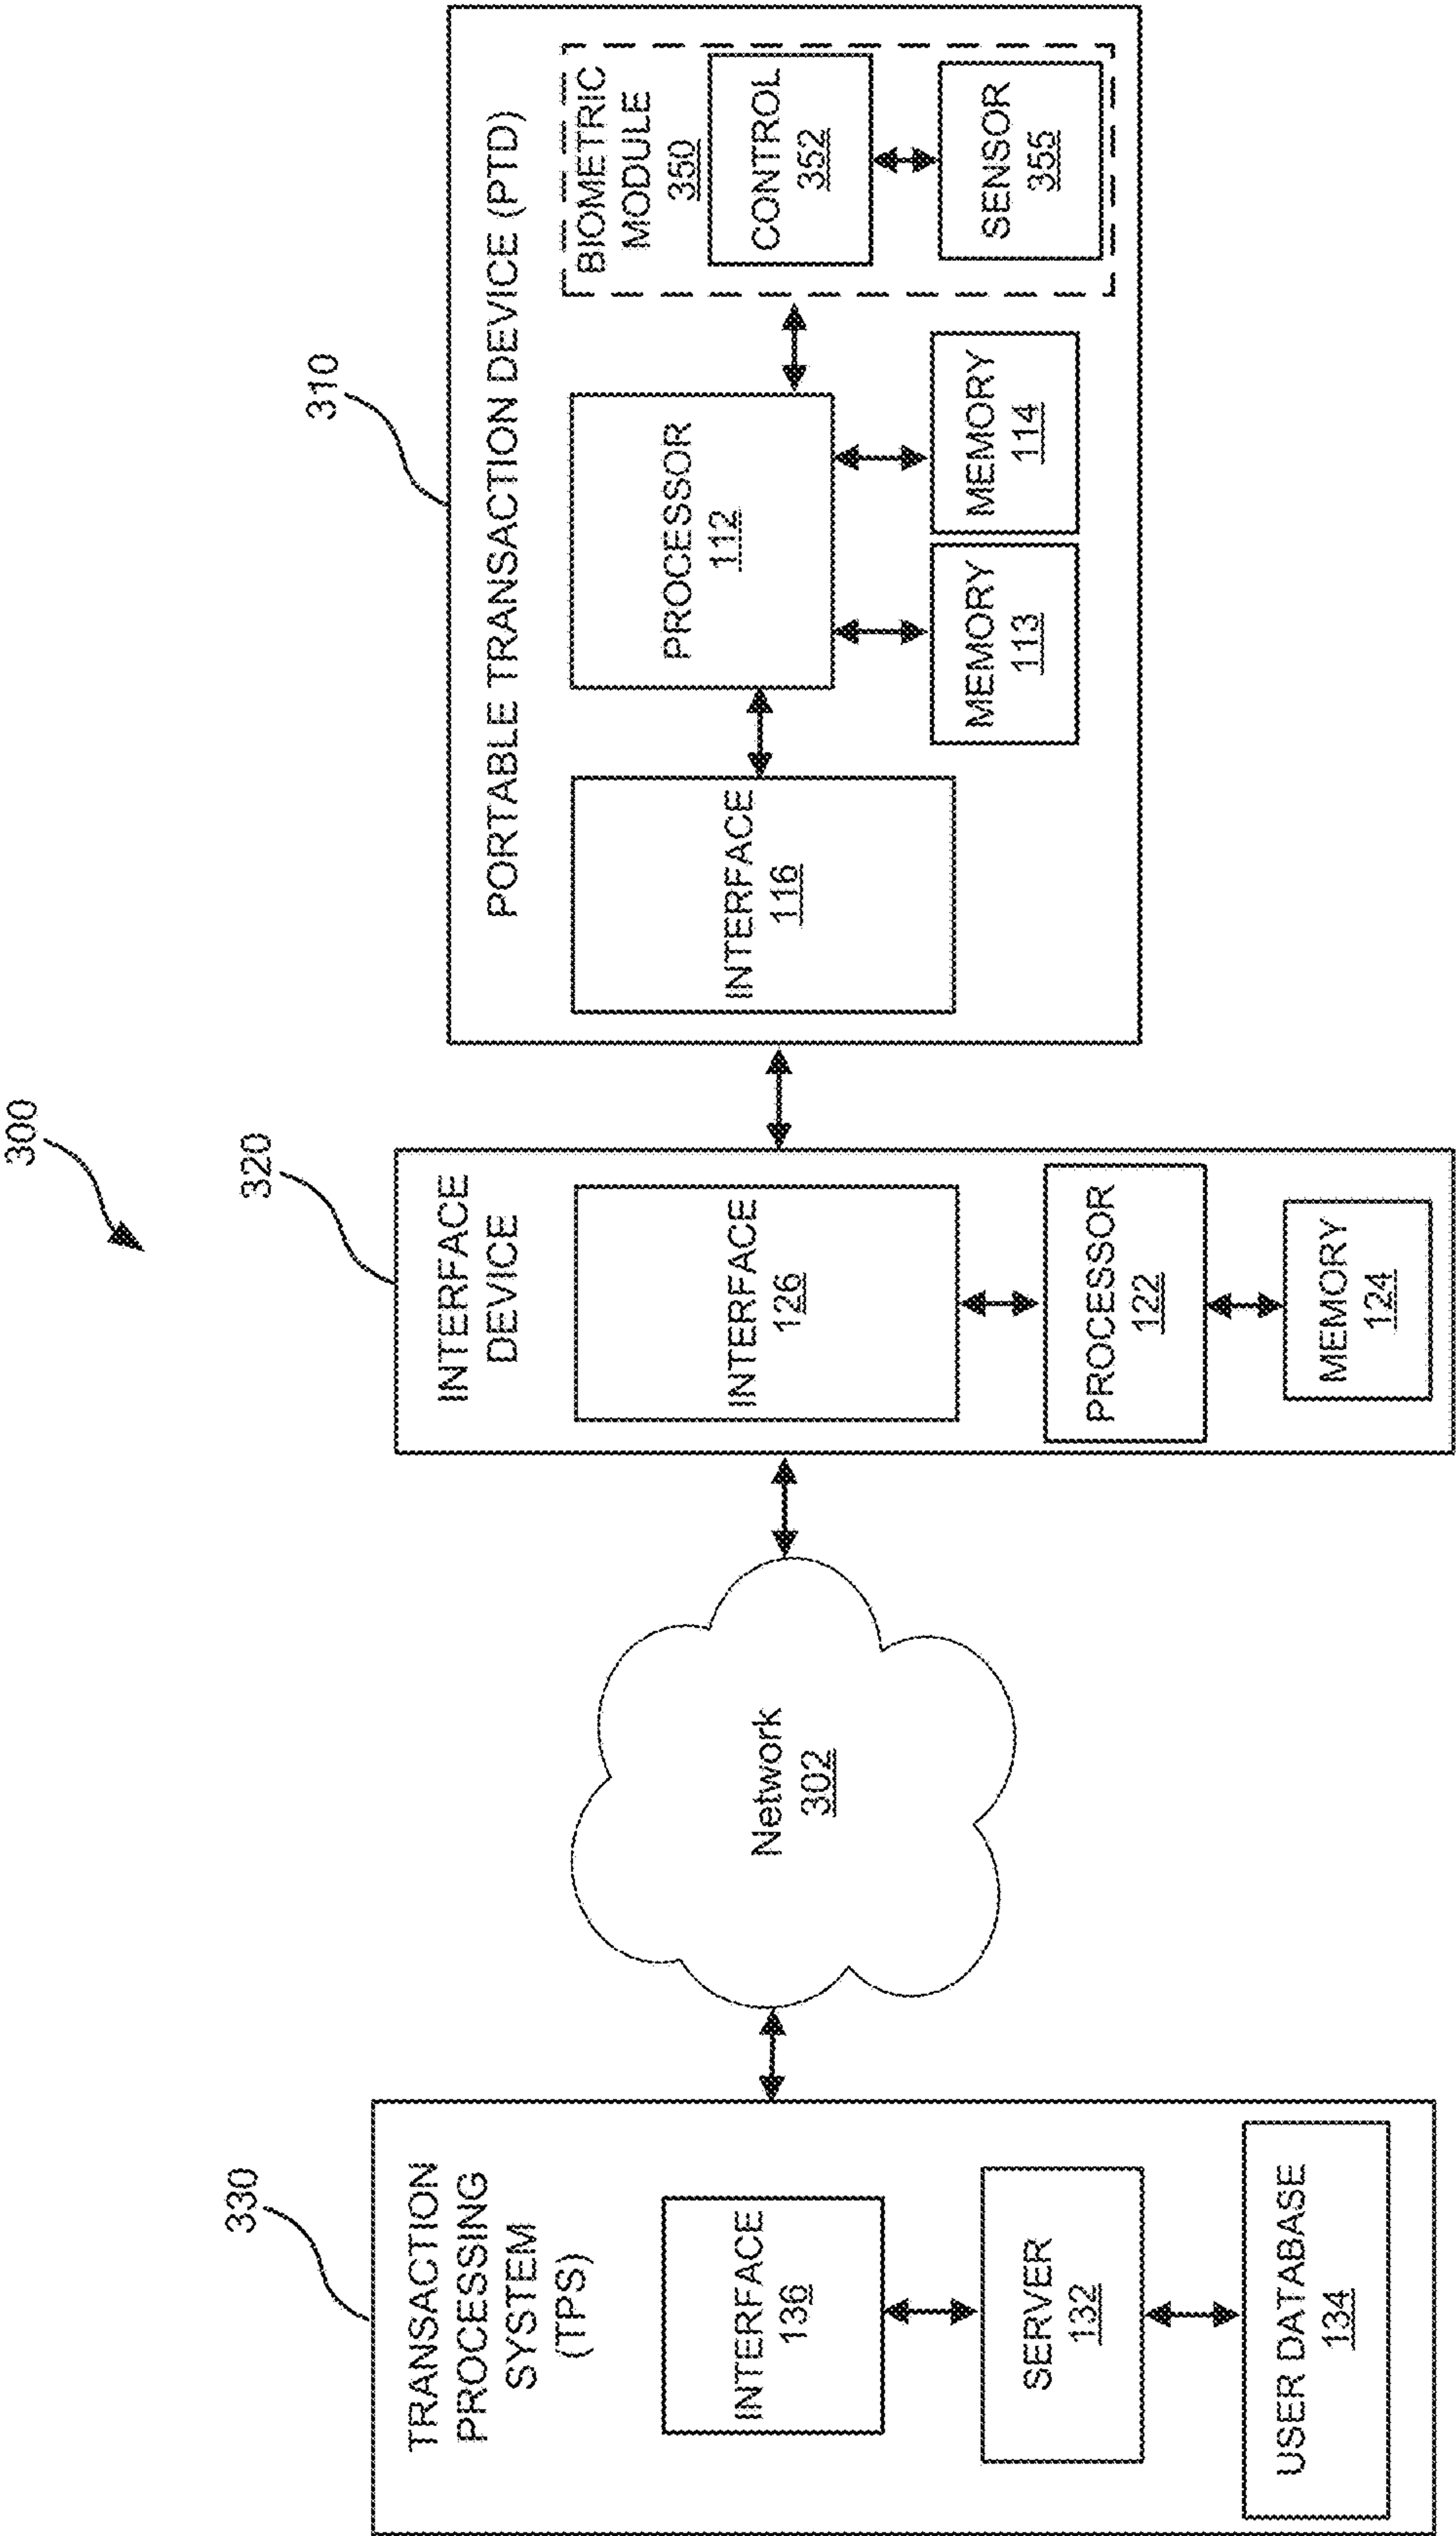 300
330
TRANSACTION
PROCESSING
SYSTEM
(TPS)
INTERFACE
136
SERVER
132
USER DATABASE
134
Network
302
320
INTERFACE
DEVICE
INTERFACE
126
PROCESSOR
122
MEMORY
124
310
PORTABLE TRANSACTION DEVICE (PTD)
INTERFACE
116
PROCESSOR
112
MEMORY
113
MEMORY
114
BIOMETRIC
MODULE
350
CONTROL
352
SENSOR
355